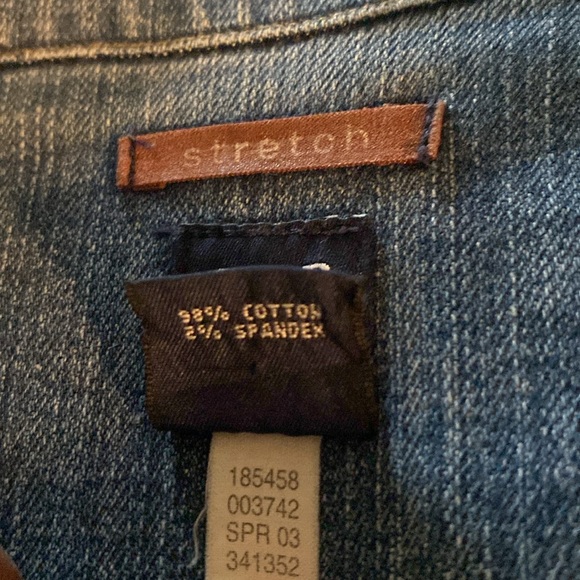 stretch
98% COTTON
2% SPANDEX
185458
003742
SPR 03
341352